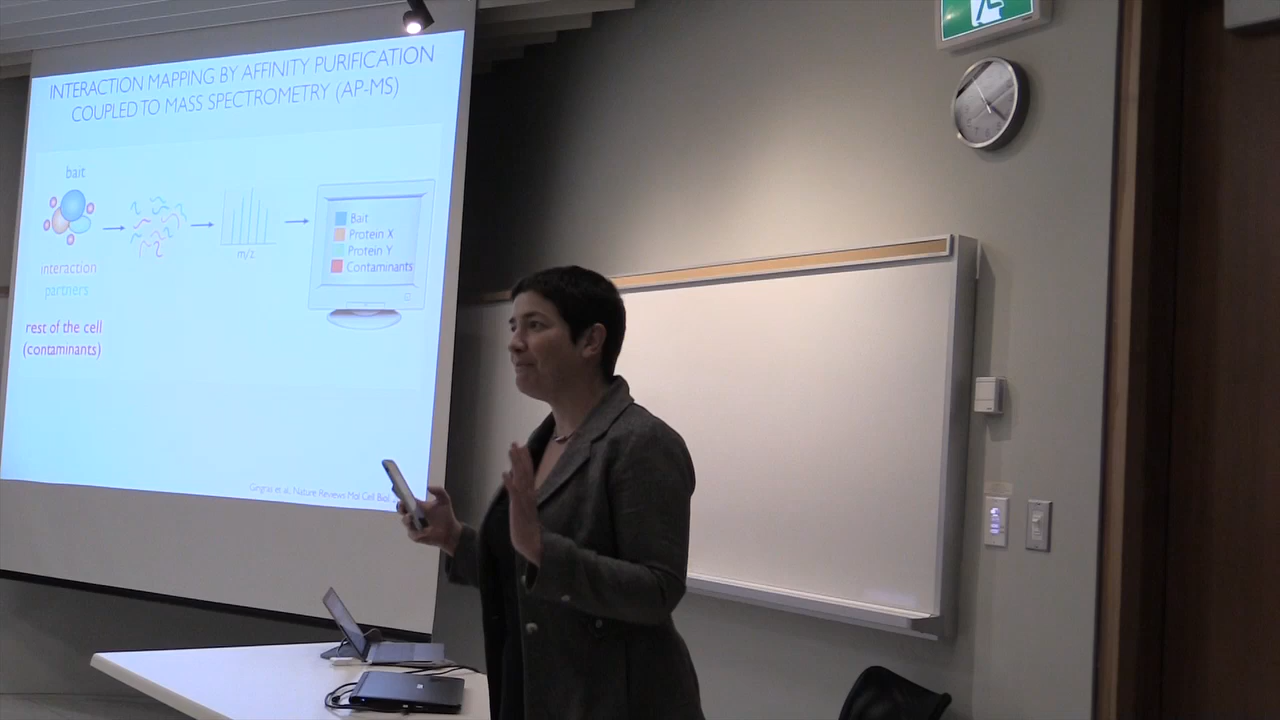 INTERACTION MAPPING BY AFFINITY PURIFICATION
COUPLED TO MASS SPECTROMETRY (AP-MS)
bait
interaction
partners
rest of the cell
(contaminants)
m/z
Bait
Protein X
Protein Y
Contaminants
Gingras et al., Nature Reviews Mol Cell Biol